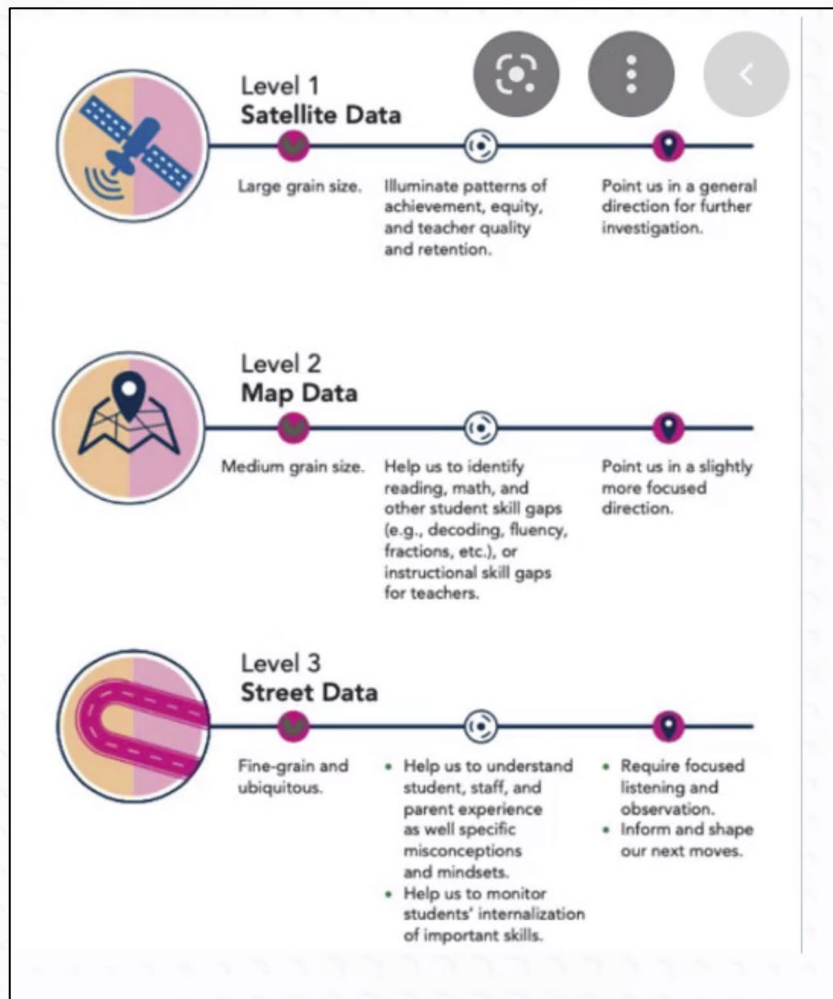 Level 1
Satellite Data
Large grain size.
Illuminate patterns of
achievement, equity,
and teacher quality
and retention.
Point us in a general
direction for further
investigation.
Level 2
Map Data
Medium grain size.
Help us to identify
reading, math, and
other student skill gaps
(e.g., decoding, fluency,
fractions, etc.), or
instructional skill gaps
for teachers.
Point us in a slightly
more focused
direction.
Level 3
Street Data
Fine-grain and
ubiquitous.
• Help us to understand
student, staff, and
parent experience
as well specific
misconceptions
and mindsets.
• Help us to monitor
students' internalization
of important skills.
• Require focused
listening and
observation.
• Inform and shape
our next moves.